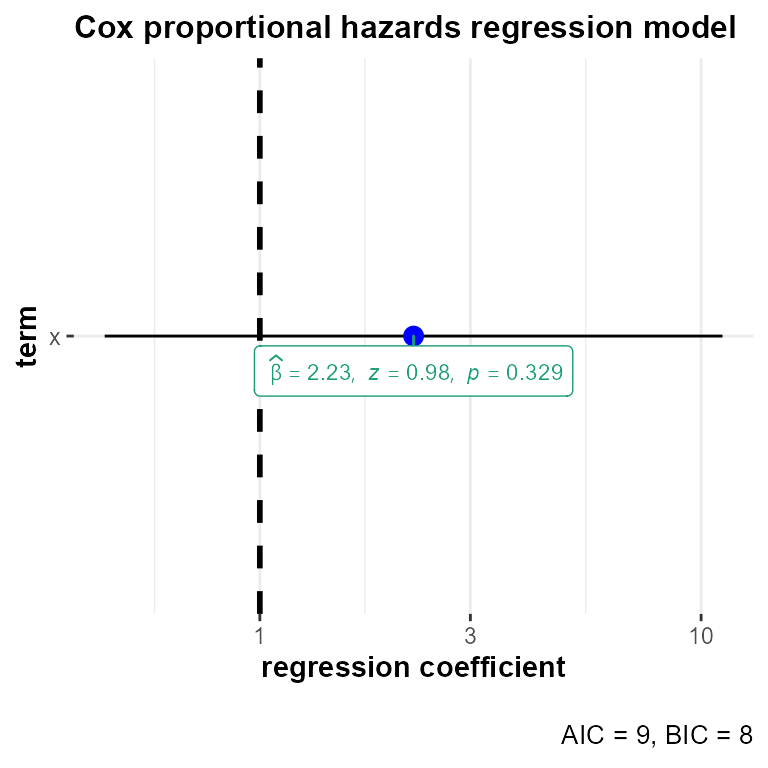 Cox proportional hazards regression model
term
x
β̂ = 2.23, z = 0.98, p = 0.329
1 3 10
regression coefficient
AIC = 9, BIC = 8